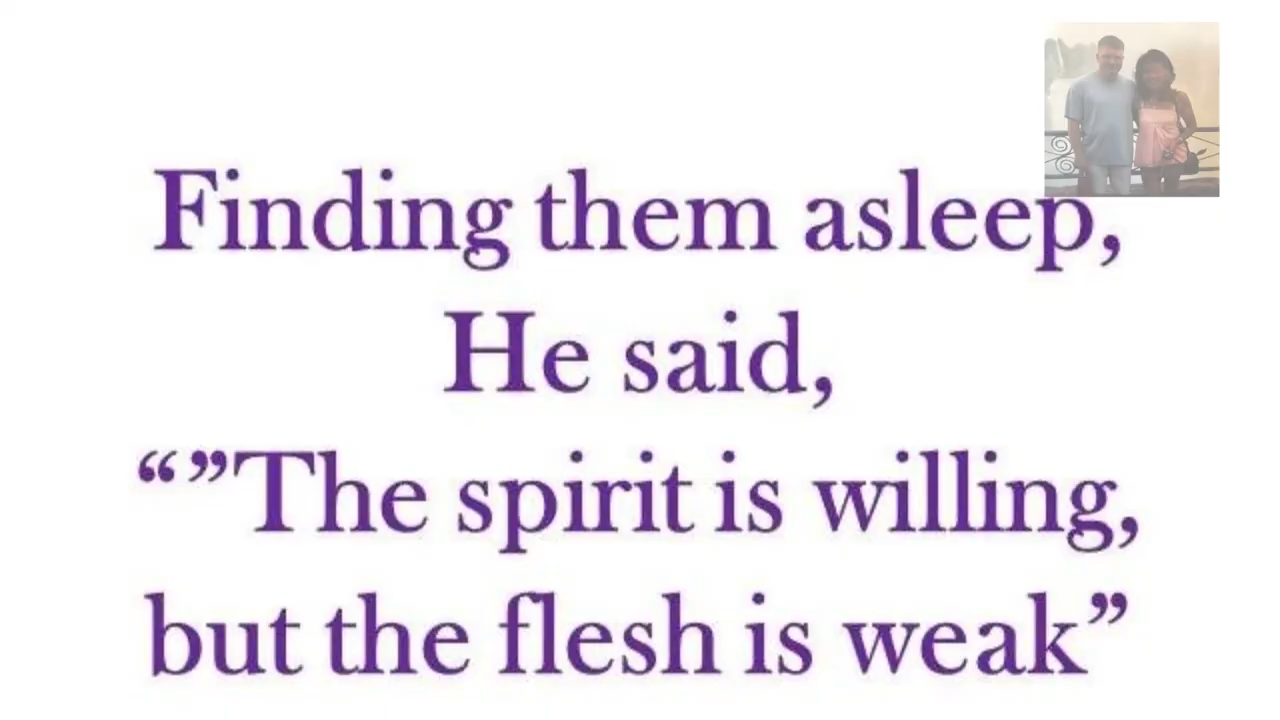 Finding them asleep,
He said,
“”The spirit is willing,
but the flesh is weak”